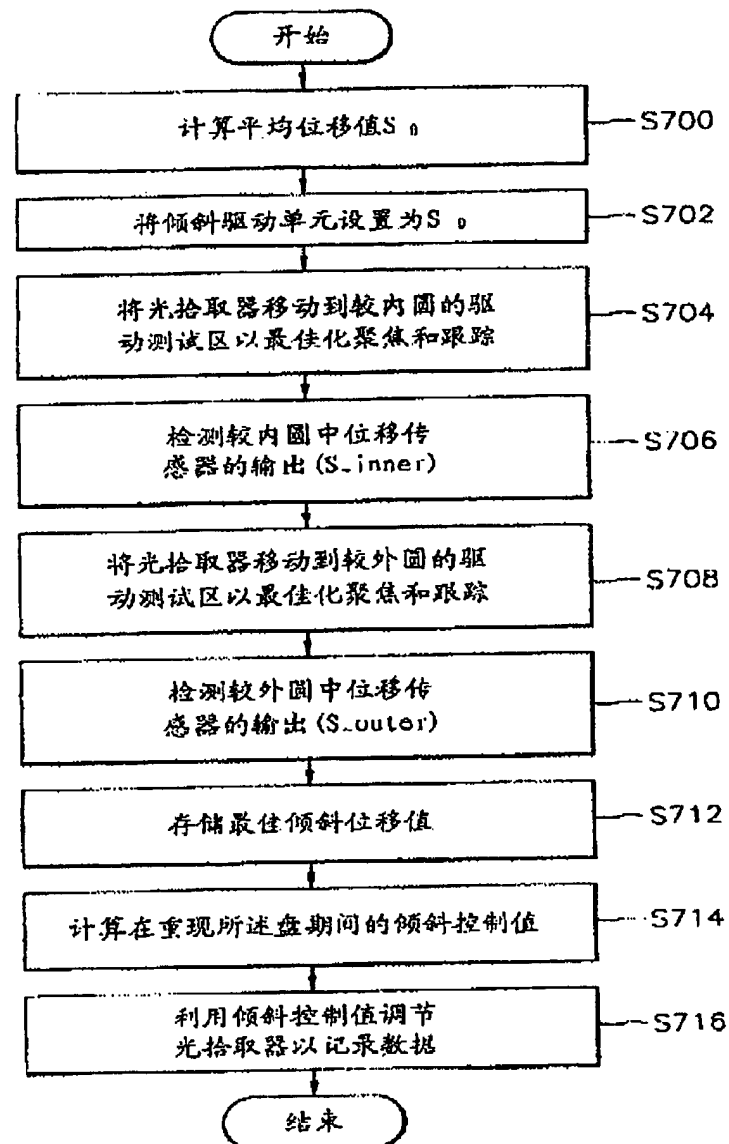 开始
计算平均位移值S 0
S700
将倾斜驱动单元设置为S 0
S702
将光拾取器移动到较内圆的驱
动测试区以最佳化聚焦和跟踪
S704
检测较内圆中位移传
感器的输出(S_inner)
S706
将光拾取器移动到较外圆的驱
动测试区以最佳化聚焦和跟踪
S708
检测较外圆中位移传
感器的输出(S_outer)
S710
存储最佳倾斜位移值
S712
计算在重现所述盘期间的倾斜控制值
S714
利用倾斜控制值调节
光拾取器以记录数据
S716
结束